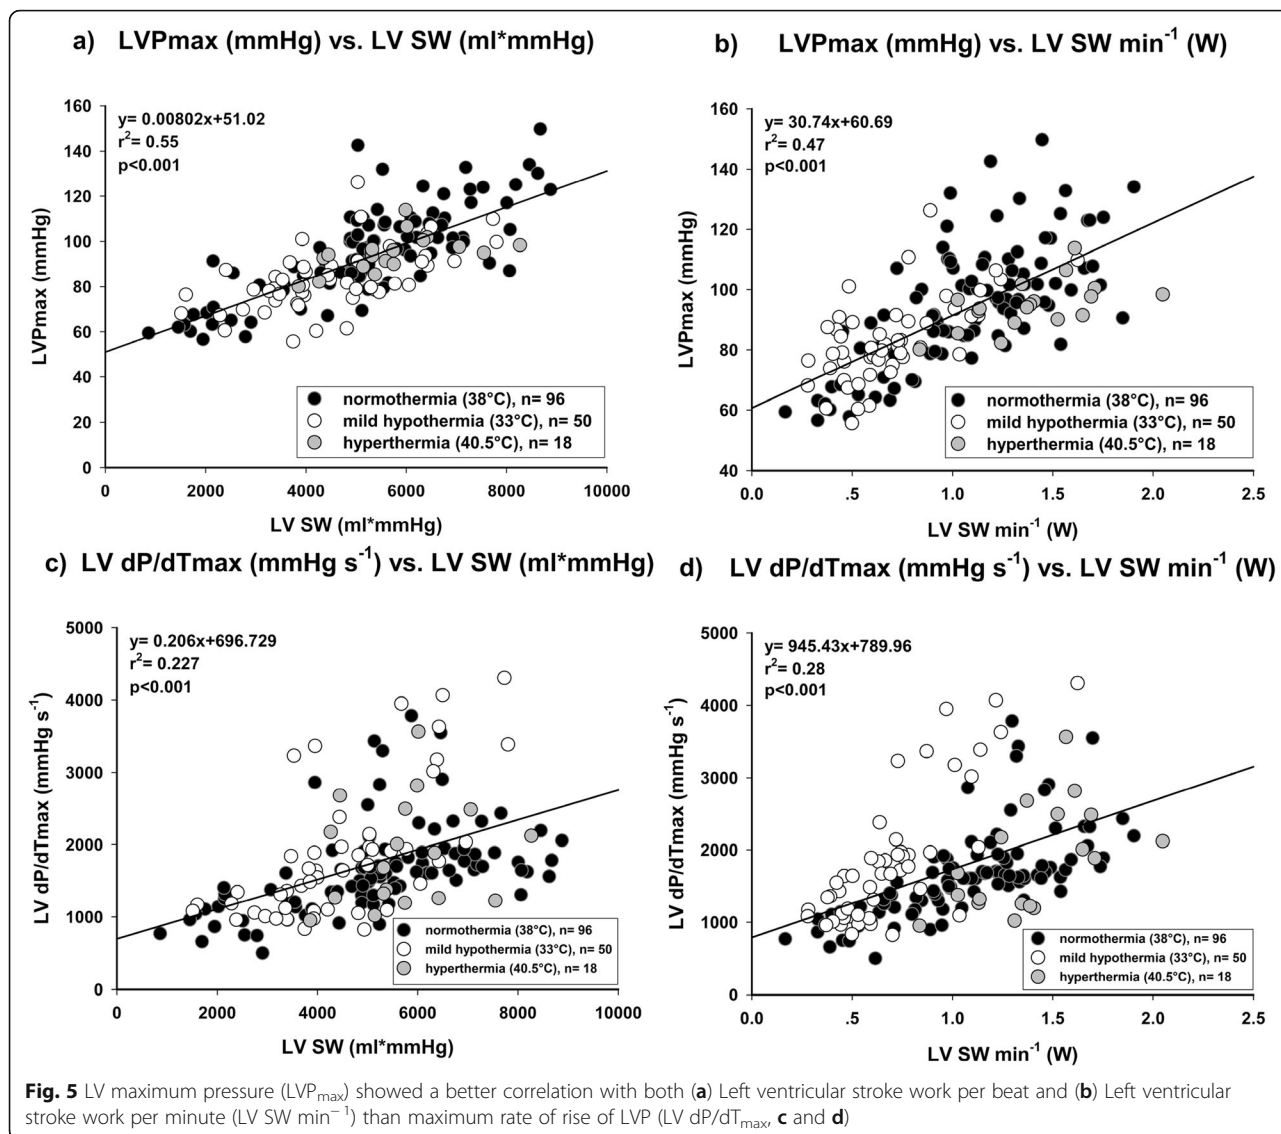 a) LVPmax (mmHg) vs. LV SW (ml*mmHg)
y= 0.00802x+51.02
r²= 0.55
p<0.001
LVPmax (mmHg)
160
140
120
100
80
60
40
20
0
normothermia (38°C), n= 96
mild hypothermia (33°C), n= 50
hyperthermia (40.5°C), n= 18
0 2000 4000 6000 8000 10000
LV SW (ml*mmHg)
b) LVPmax (mmHg) vs. LV SW min⁻¹ (W)
y= 30.74x+60.69
r²= 0.47
p<0.001
LVPmax (mmHg)
160
140
120
100
80
60
40
normothermia (38°C), n= 96
mild hypothermia (33°C), n= 50
hyperthermia (40.5°C), n= 18
0.0 .5 1.0 1.5 2.0 2.5
LV SW min⁻¹ (W)
c) LV dP/dTmax (mmHg s⁻¹) vs. LV SW (ml*mmHg)
y= 0.206x+696.729
r²= 0.227
p<0.001
LV dP/dTmax (mmHg s⁻¹)
5000
4000
3000
2000
1000
0
normothermia (38°C), n= 96
mild hypothermia (33°C), n= 50
hyperthermia (40.5°C), n= 18
0 2000 4000 6000 8000 10000
LV SW (ml*mmHg)
d) LV dP/dTmax (mmHg s⁻¹) vs. LV SW min⁻¹ (W)
y= 945.43x+789.96
r²= 0.28
p<0.001
LV dP/dTmax (mmHg s⁻¹)
5000
4000
3000
2000
1000
0
normothermia (38°C), n= 96
mild hypothermia (33°C), n= 50
hyperthermia (40.5°C), n= 18
0.0 .5 1.0 1.5 2.0 2.5
LV SW min⁻¹ (W)
Fig. 5 LV maximum pressure (LVPmax) showed a better correlation with both (a) Left ventricular stroke work per beat and (b) Left ventricular
stroke work per minute (LV SW min⁻¹) than maximum rate of rise of LVP (LV dP/dTmax, c and d)